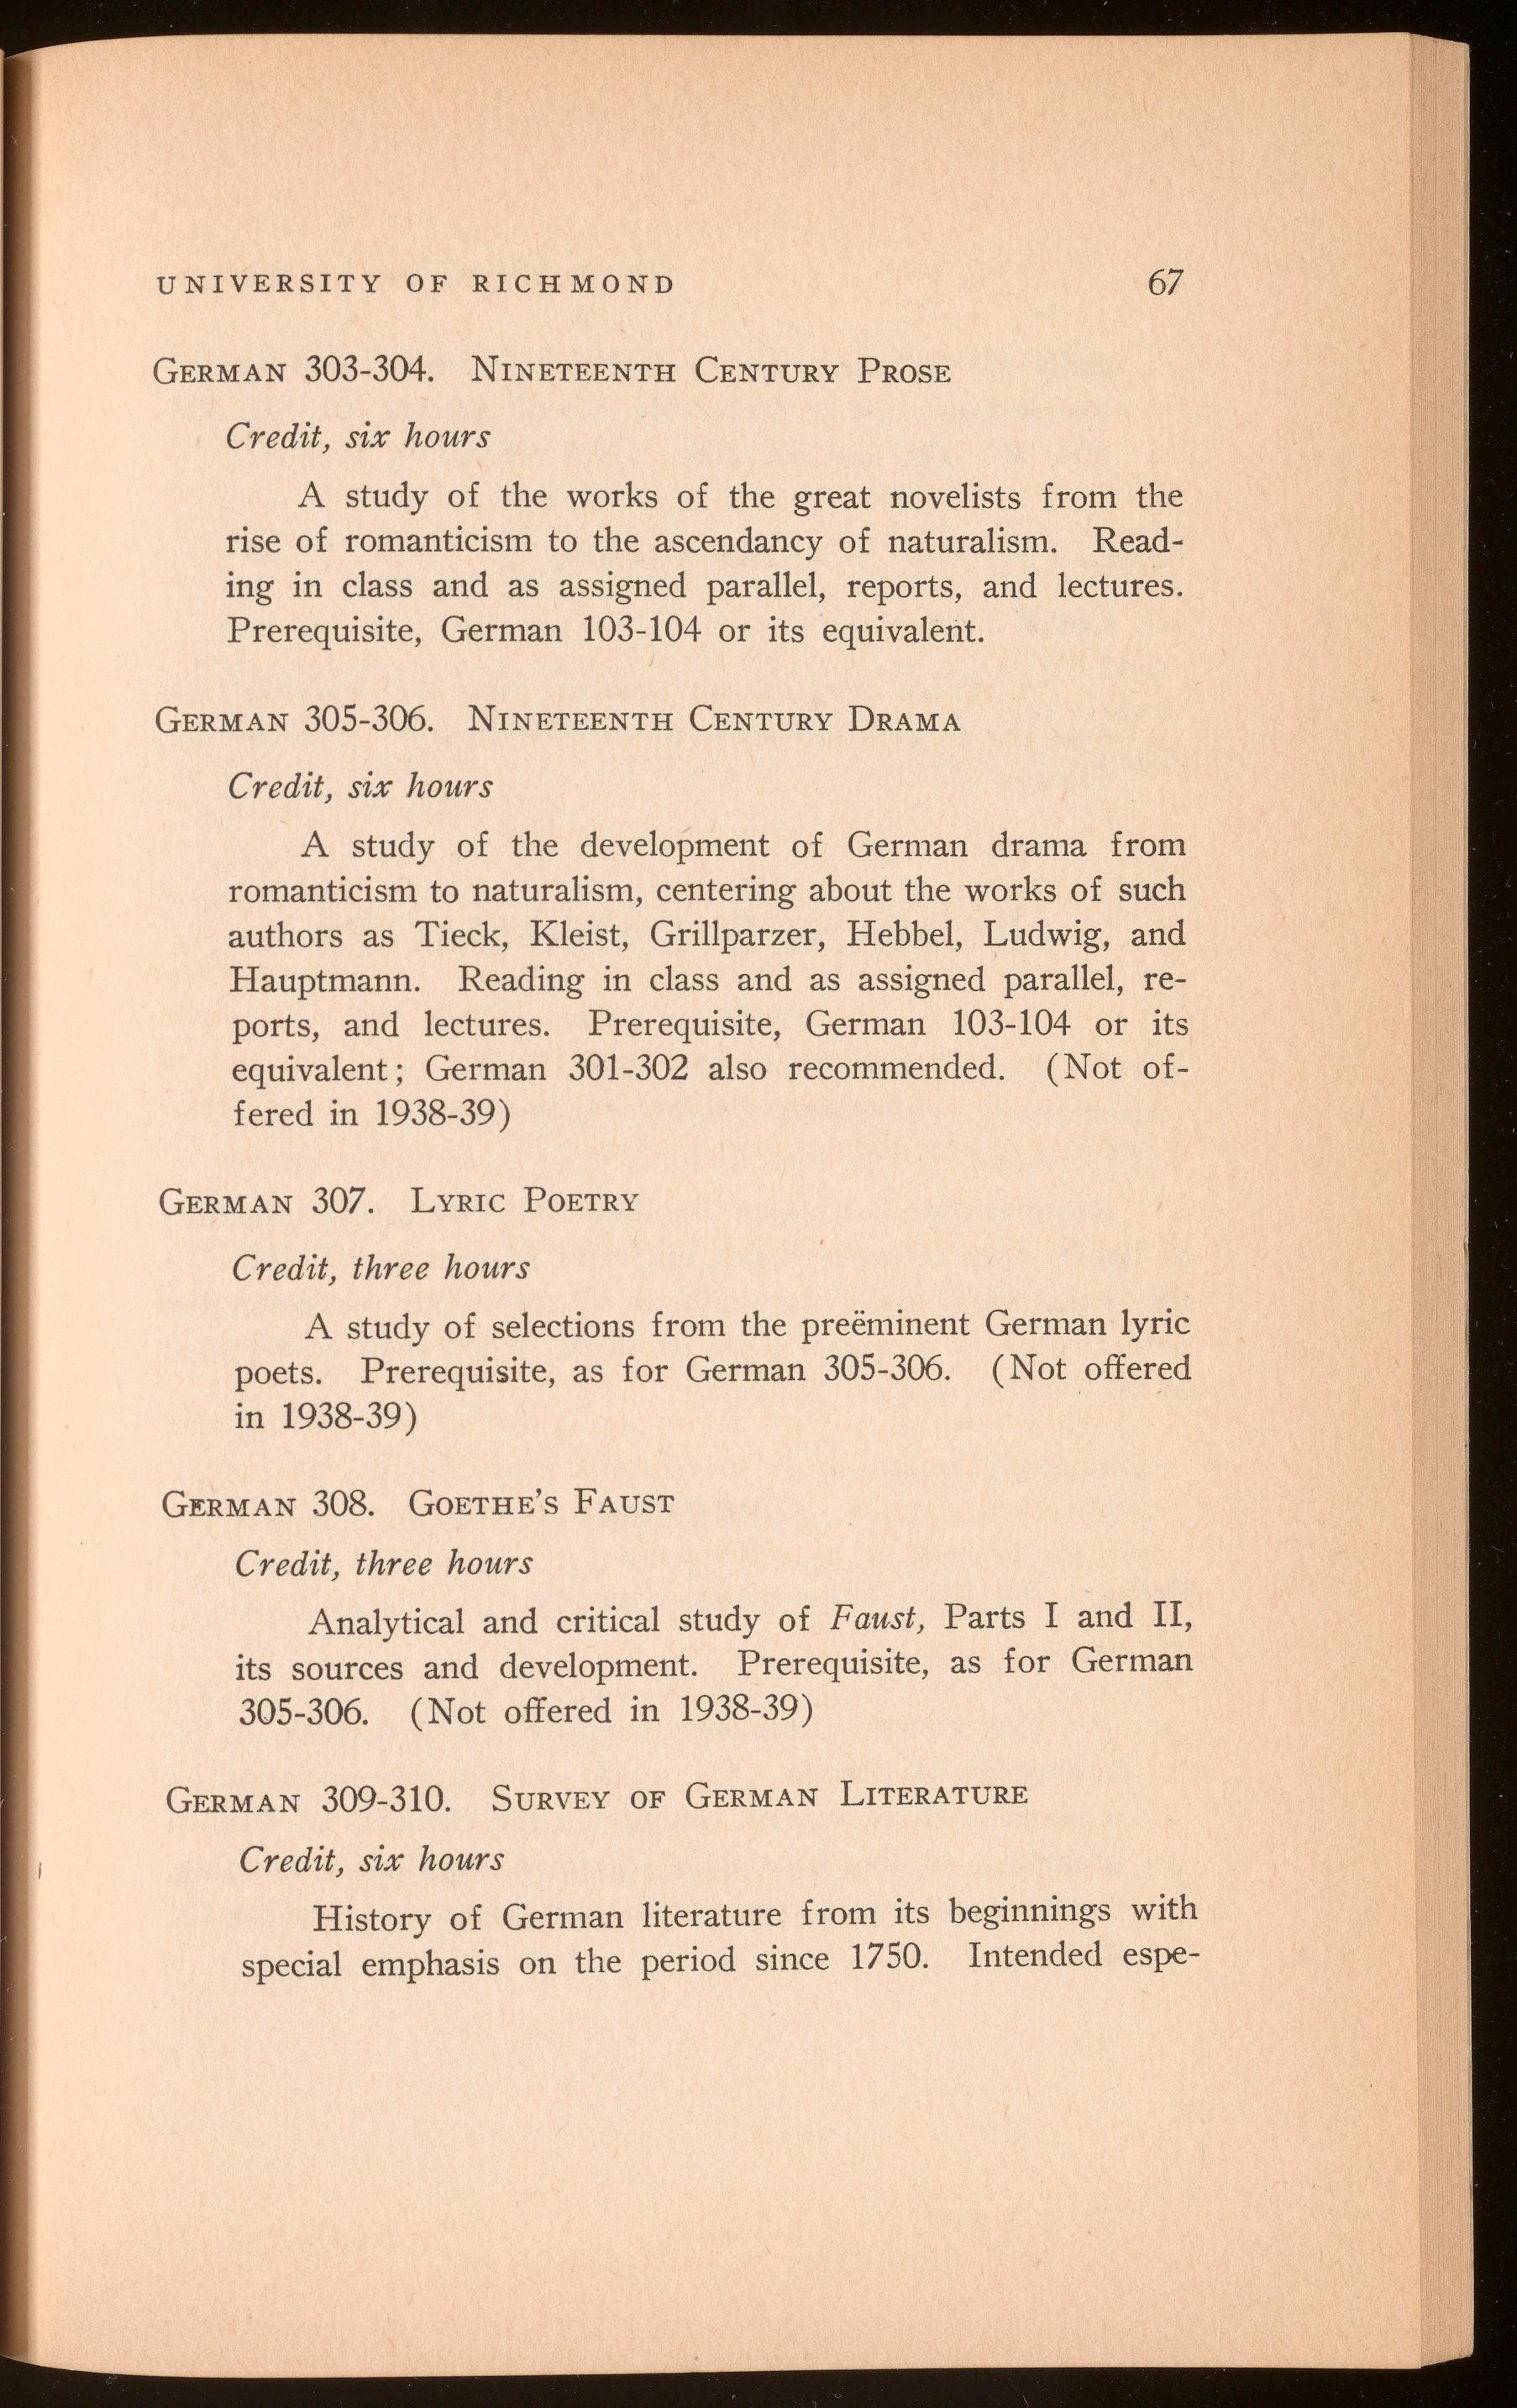 UNIVERSITY OF RICHMOND 67
GERMAN 303-304. NINETEENTH CENTURY PROSE
Credit, six hours
A study of the works of the great novelists from the
rise of romanticism to the ascendancy of naturalism. Read-
ing in class and as assigned parallel, reports, and lectures.
Prerequisite, German 103-104 or its equivalent.
GERMAN 305-306. NINETEENTH CENTURY DRAMA
Credit, six hours
A study of the development of German drama from
romanticism to naturalism, centering about the works of such
authors as Tieck, Kleist, Grillparzer, Hebbel, Ludwig, and
Hauptmann. Reading in class and as assigned parallel, re-
ports, and lectures. Prerequisite, German 103-104 or its
equivalent; German 301-302 also recommended. (Not of-
fered in 1938-39)
GERMAN 307. LYRIC POETRY
Credit, three hours
A study of selections from the preëminent German lyric
poets. Prerequisite, as for German 305-306. (Not offered
in 1938-39)
GERMAN 308. GOETHE'S FAUST
Credit, three hours
Analytical and critical study of Faust, Parts I and II,
its sources and development. Prerequisite, as for German
305-306. (Not offered in 1938-39)
GERMAN 309-310. SURVEY OF GERMAN LITERATURE
Credit, six hours
History of German literature from its beginnings with
special emphasis on the period since 1750. Intended espe-